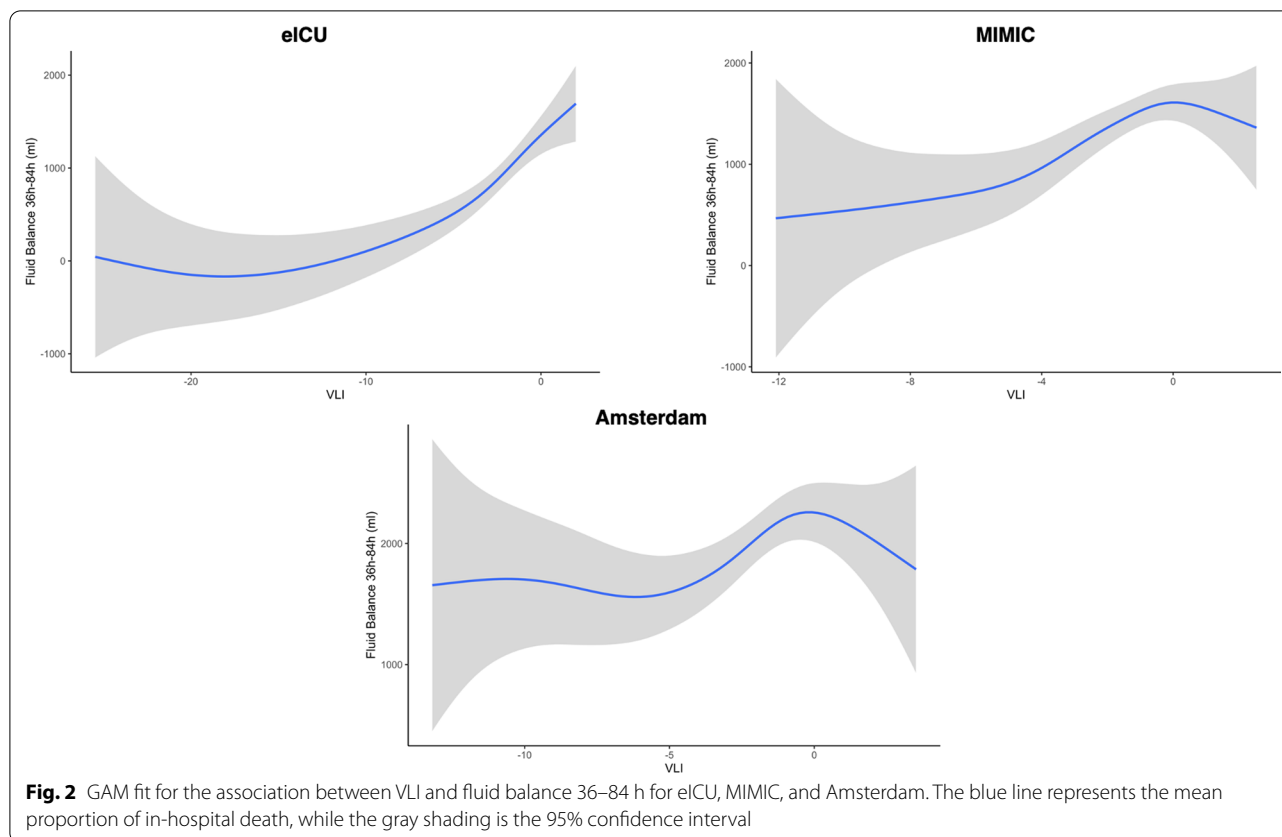 eICU
2000
1000
0
-1000
Fluid Balance 36h-84h (ml)
-20
-10
0
VLI
MIMIC
2000
1000
0
-1000
Fluid Balance 36h-84h (ml)
-12
-8
-4
0
VLI
Amsterdam
2000
1000
Fluid Balance 36h-84h (ml)
-10
-5
0
VLI
Fig. 2 GAM fit for the association between VLI and fluid balance 36–84 h for eICU, MIMIC, and Amsterdam. The blue line represents the mean
proportion of in-hospital death, while the gray shading is the 95% confidence interval